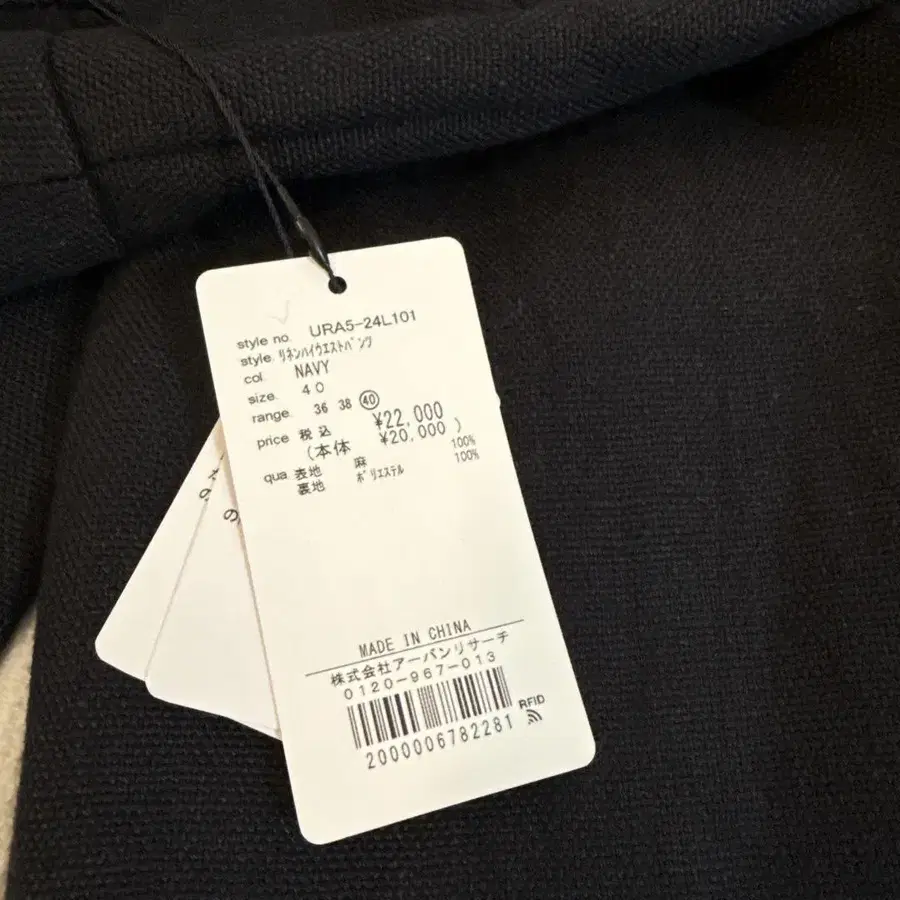 style no. URA5-24L101
style. ﾘﾈﾝﾊｲｳｴｽﾄﾊﾟﾝﾂ
col. NAVY
size. 40
range. 36 38 40
price 税込 ¥22,000
(本体 ¥20,000 )
qua 表地 麻 100%
裏地 ﾎﾟﾘｴｽﾃﾙ 100%
MADE IN CHINA
株式会社アーバンリサーチ
0120-967-013
RFID
2000006782281
の
の